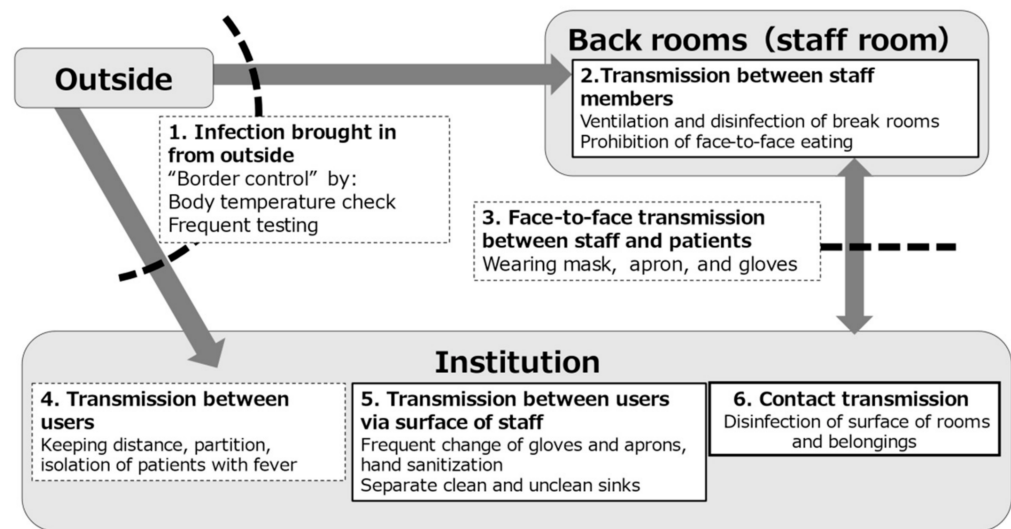 Outside
Back rooms (staff room)
2.Transmission between staff
members
Ventilation and disinfection of break rooms
Prohibition of face-to-face eating
1. Infection brought in
from outside
“Border control” by:
Body temperature check
Frequent testing
3. Face-to-face transmission
between staff and patients
Wearing mask, apron, and gloves
Institution
4. Transmission between
users
Keeping distance, partition,
isolation of patients with fever
5. Transmission between users
via surface of staff
Frequent change of gloves and aprons,
hand sanitization
Separate clean and unclean sinks
6. Contact transmission
Disinfection of surface of rooms
and belongings